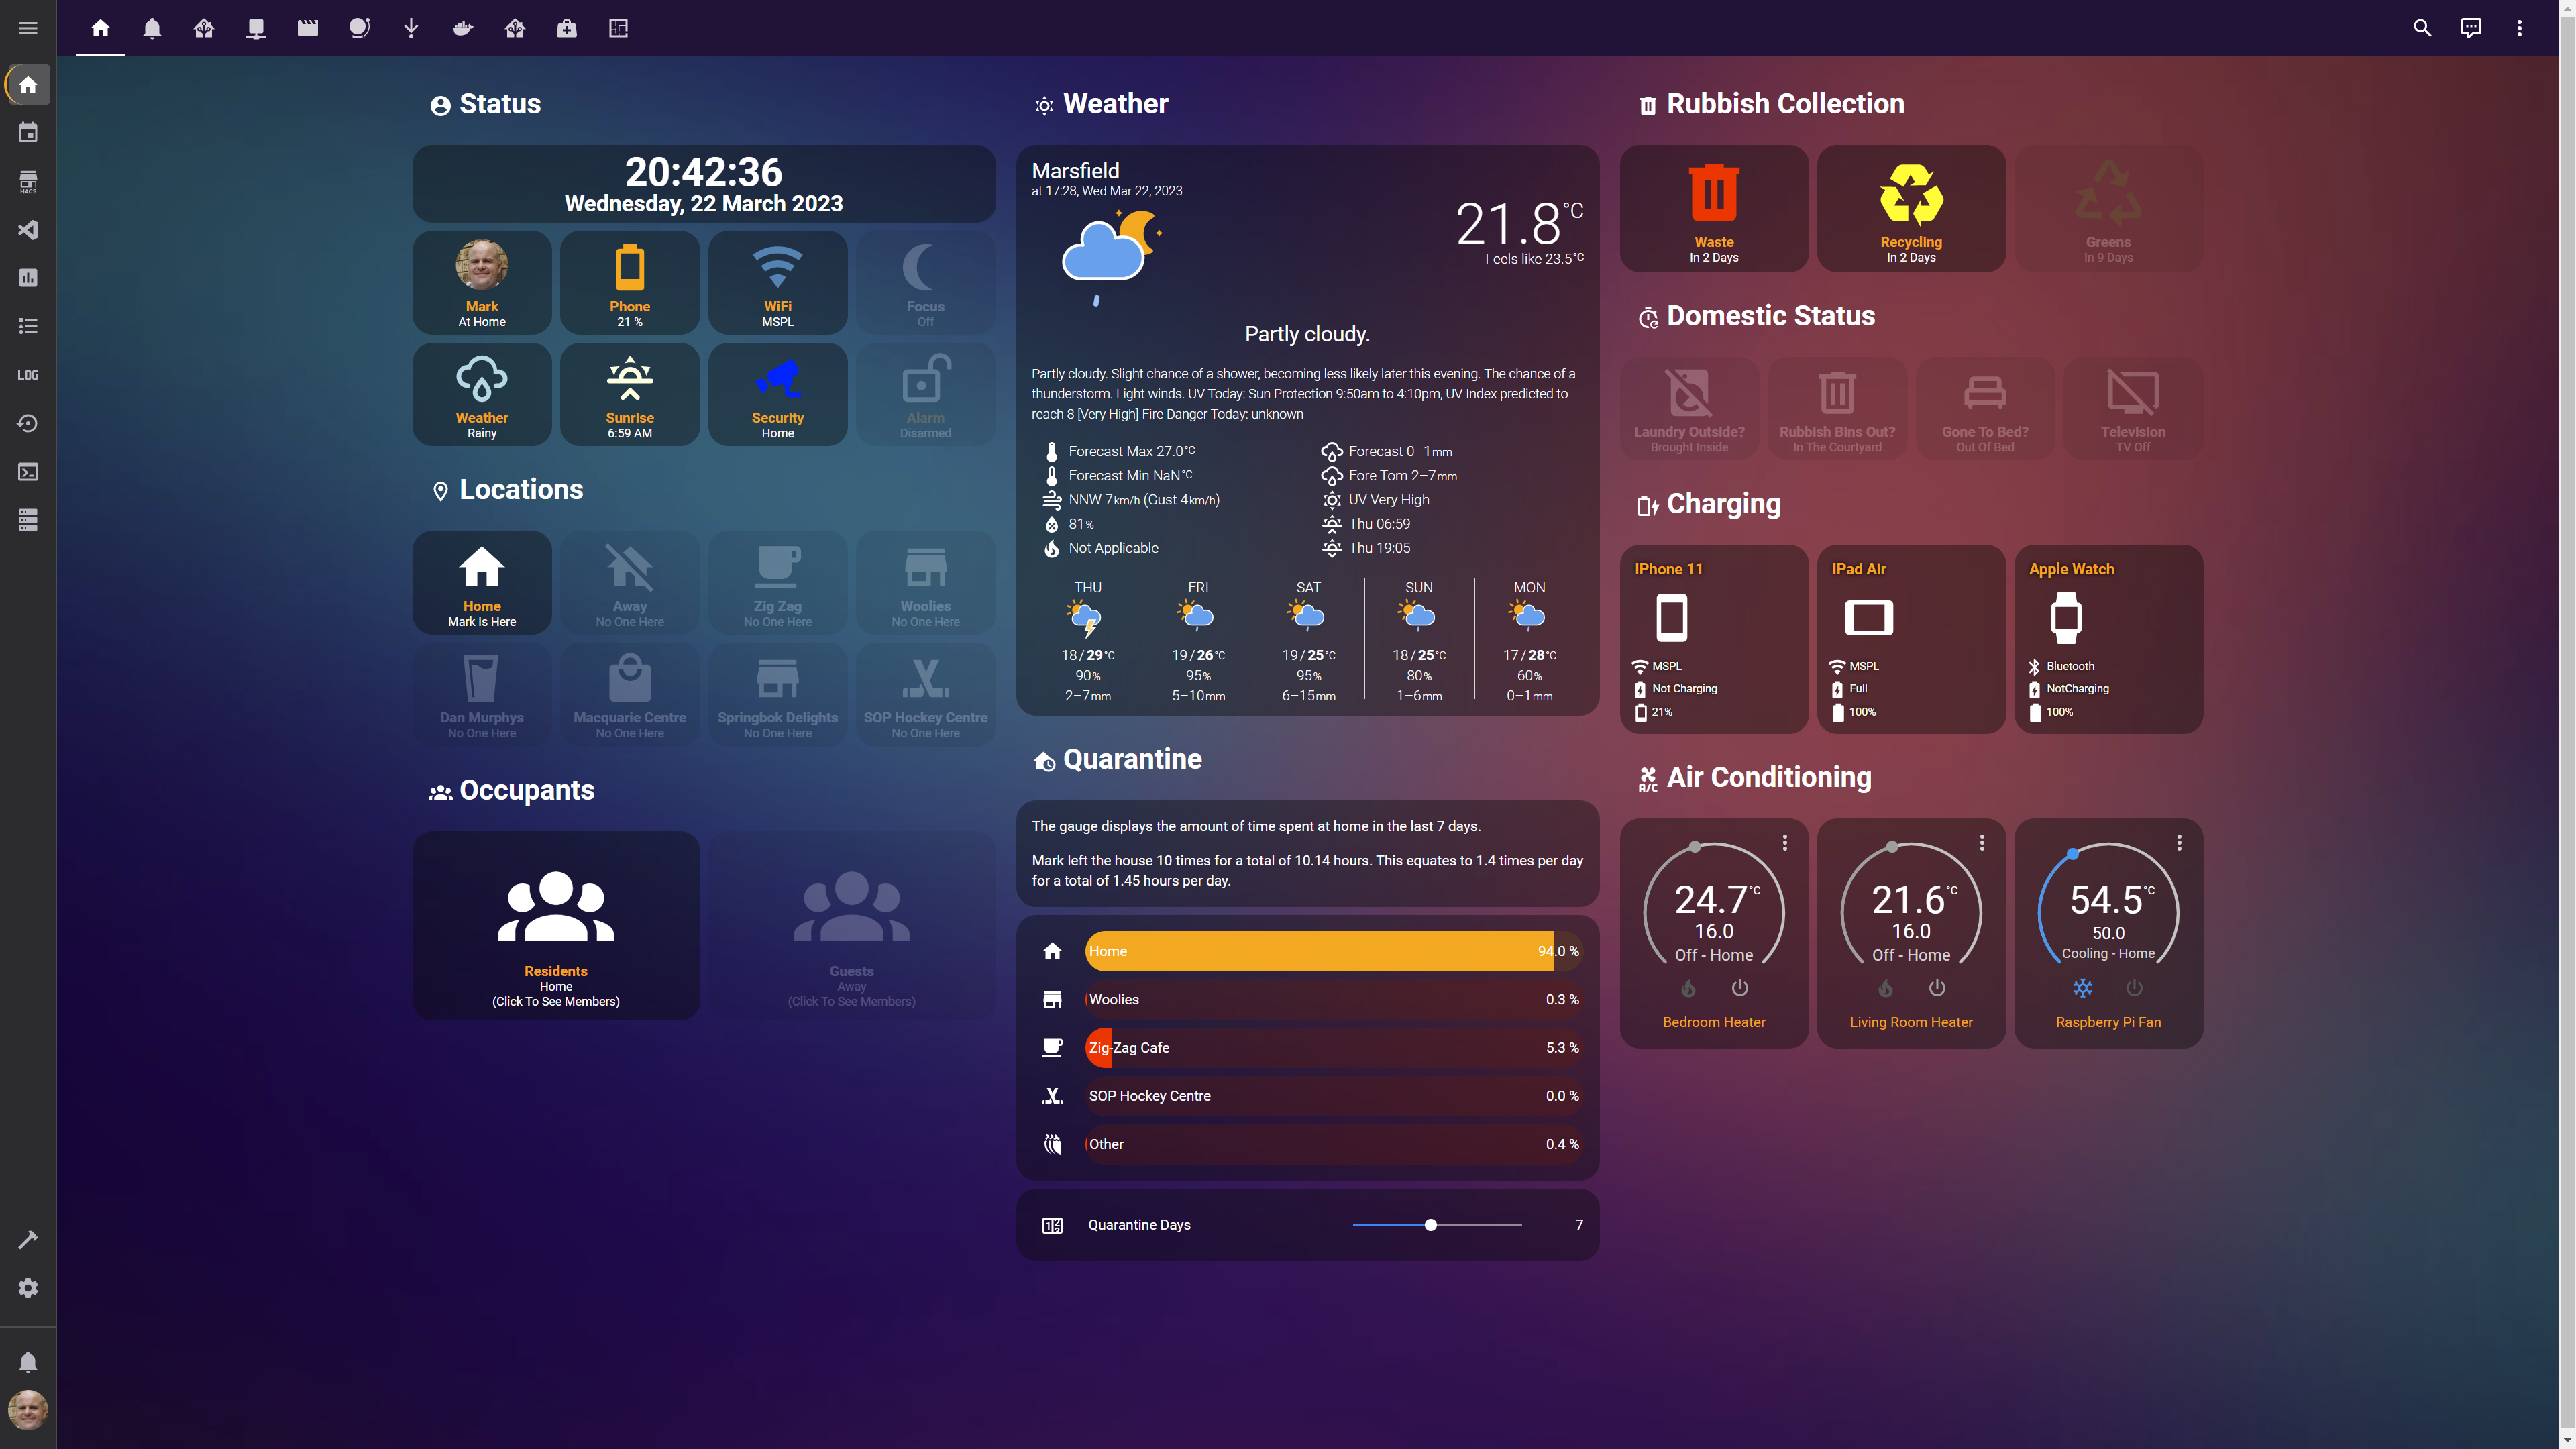 HACS
LOG
Status
20:42:36
Wednesday, 22 March 2023
Mark
At Home
Phone
21 %
WiFi
MSPL
Focus
Off
Weather
Rainy
Sunrise
6:59 AM
Security
Home
Alarm
Disarmed
Locations
Home
Mark Is Here
Away
No One Here
Zig Zag
No One Here
Woolies
No One Here
Dan Murphys
No One Here
Macquarie Centre
No One Here
Springbok Delights
No One Here
SOP Hockey Centre
No One Here
Occupants
Residents
Home
(Click To See Members)
Guests
Away
(Click To See Members)
Weather
Marsfield
at 17:28, Wed Mar 22, 2023
21.8°C
Feels like 23.5°C
Partly cloudy.
Partly cloudy. Slight chance of a shower, becoming less likely later this evening. The chance of a
thunderstorm. Light winds. UV Today: Sun Protection 9:50am to 4:10pm, UV Index predicted to
reach 8 [Very High] Fire Danger Today: unknown
Forecast Max 27.0°C
Forecast 0–1mm
Forecast Min NaN°C
Fore Tom 2–7mm
NNW 7km/h (Gust 4km/h)
UV Very High
81%
Thu 06:59
Not Applicable
Thu 19:05
THU
18/29°C
90%
2–7mm
FRI
19/26°C
95%
5–10mm
SAT
19/25°C
95%
6–15mm
SUN
18/25°C
80%
1–6mm
MON
17/28°C
60%
0–1mm
Quarantine
The gauge displays the amount of time spent at home in the last 7 days.
Mark left the house 10 times for a total of 10.14 hours. This equates to 1.4 times per day
for a total of 1.45 hours per day.
Home 94.0 %
Woolies 0.3 %
Zig-Zag Cafe 5.3 %
SOP Hockey Centre 0.0 %
Other 0.4 %
Quarantine Days 7
Rubbish Collection
Waste
In 2 Days
Recycling
In 2 Days
Greens
In 9 Days
Domestic Status
Laundry Outside?
Brought Inside
Rubbish Bins Out?
In The Courtyard
Gone To Bed?
Out Of Bed
Television
TV Off
Charging
IPhone 11
MSPL
Not Charging
21%
IPad Air
MSPL
Full
100%
Apple Watch
Bluetooth
NotCharging
100%
A/C
Air Conditioning
24.7°C
16.0
Off - Home
Bedroom Heater
21.6°C
16.0
Off - Home
Living Room Heater
54.5°C
50.0
Cooling - Home
Raspberry Pi Fan